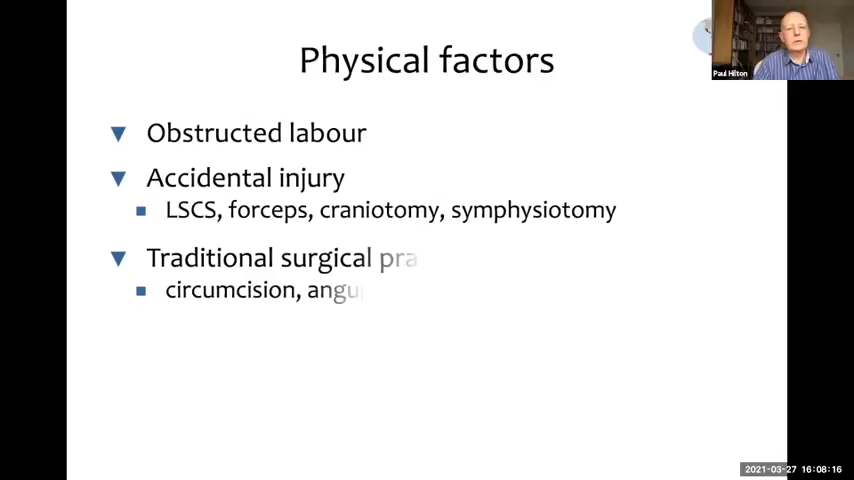 Physical factors
Paul Hilton
Obstructed labour
Accidental injury
LSCS, forceps, craniotomy, symphysiotomy
Traditional surgical
circumcision,
2021-03-27 16:08:16